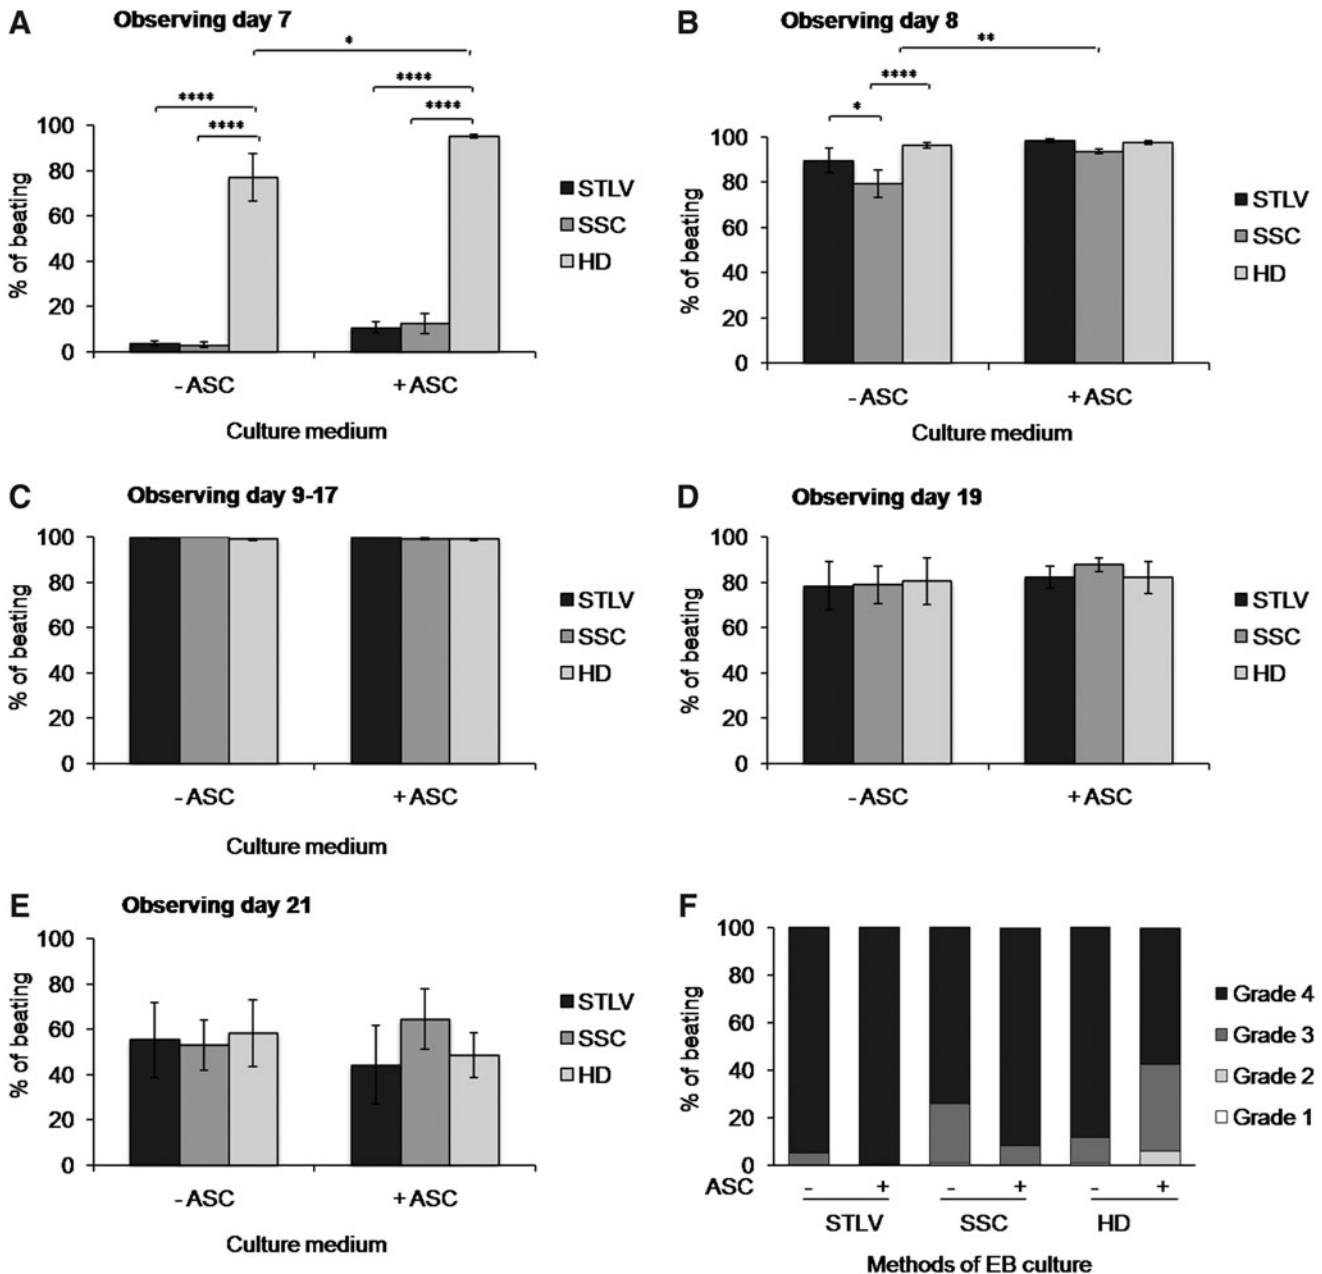 A
Observing day 7
*
****
****
****
****
100
80
60
40
20
0
% of beating
- ASC
+ ASC
Culture medium
STLV
SSC
HD
B
Observing day 8
**
****
*
100
80
60
40
20
0
% of beating
- ASC
+ ASC
Culture medium
STLV
SSC
HD
C
Observing day 9-17
100
80
60
40
20
0
% of beating
- ASC
+ ASC
Culture medium
STLV
SSC
HD
D
Observing day 19
100
80
60
40
20
0
% of beating
- ASC
+ ASC
STLV
SSC
HD
E
Observing day 21
100
80
60
40
20
0
% of beating
- ASC
+ ASC
Culture medium
STLV
SSC
HD
F
100
80
60
40
20
0
% of beating
Grade 4
Grade 3
Grade 2
Grade 1
ASC - + - + - +
STLV SSC HD
Methods of EB culture